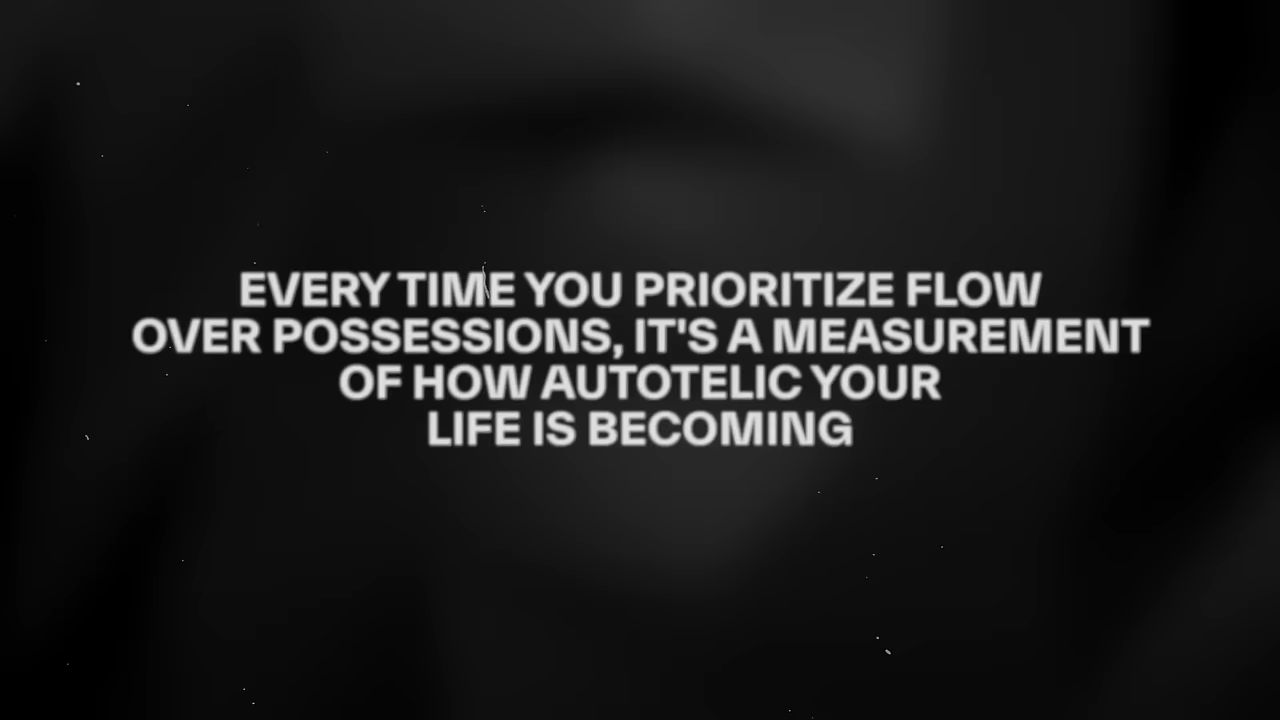 EVERY TIME YOU PRIORITIZE FLOW
OVER POSSESSIONS, IT'S A MEASUREMENT
OF HOW AUTOTELIC YOUR
LIFE IS BECOMING